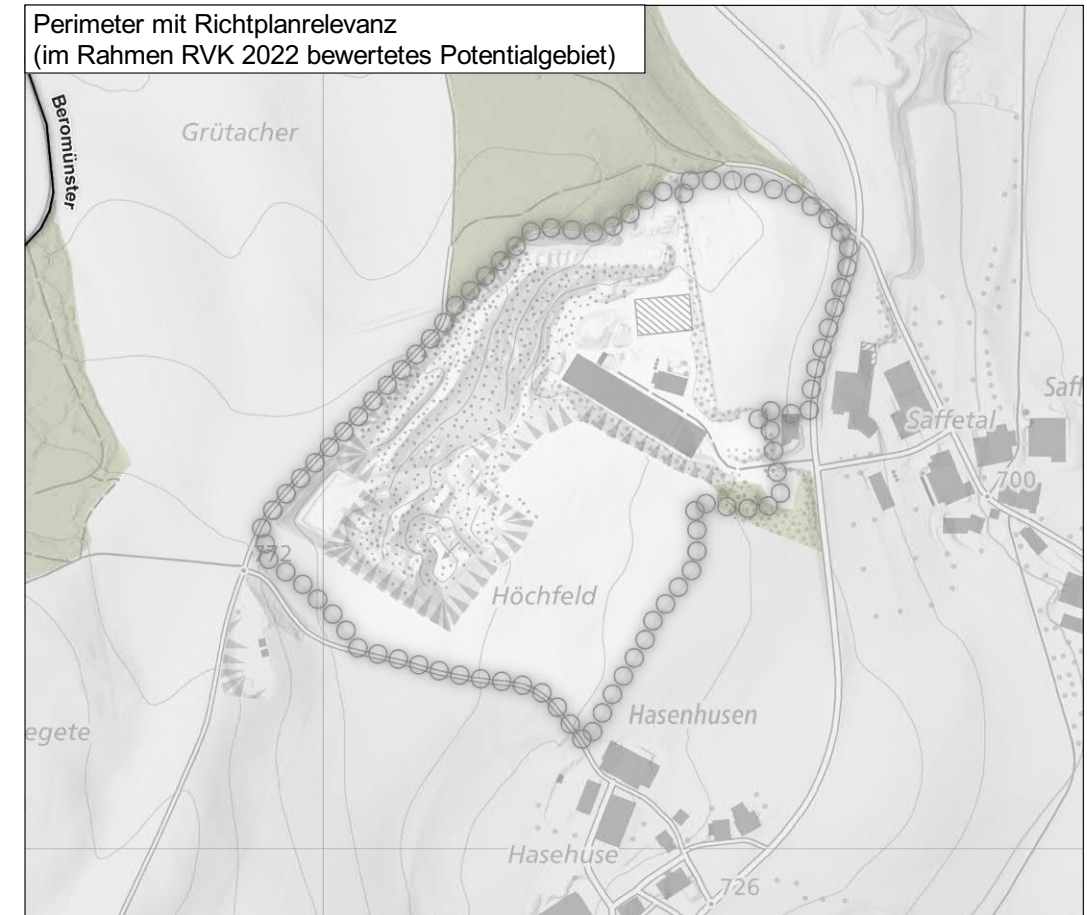 Perimeter mit Richtplanrelevanz
(im Rahmen RVK 2022 bewertetes Potentialgebiet)
Beromünster
Grütacher
Saff
Saffetal
700
772
Höchfeld
Hasenhusen
egete
Hasehuse
726